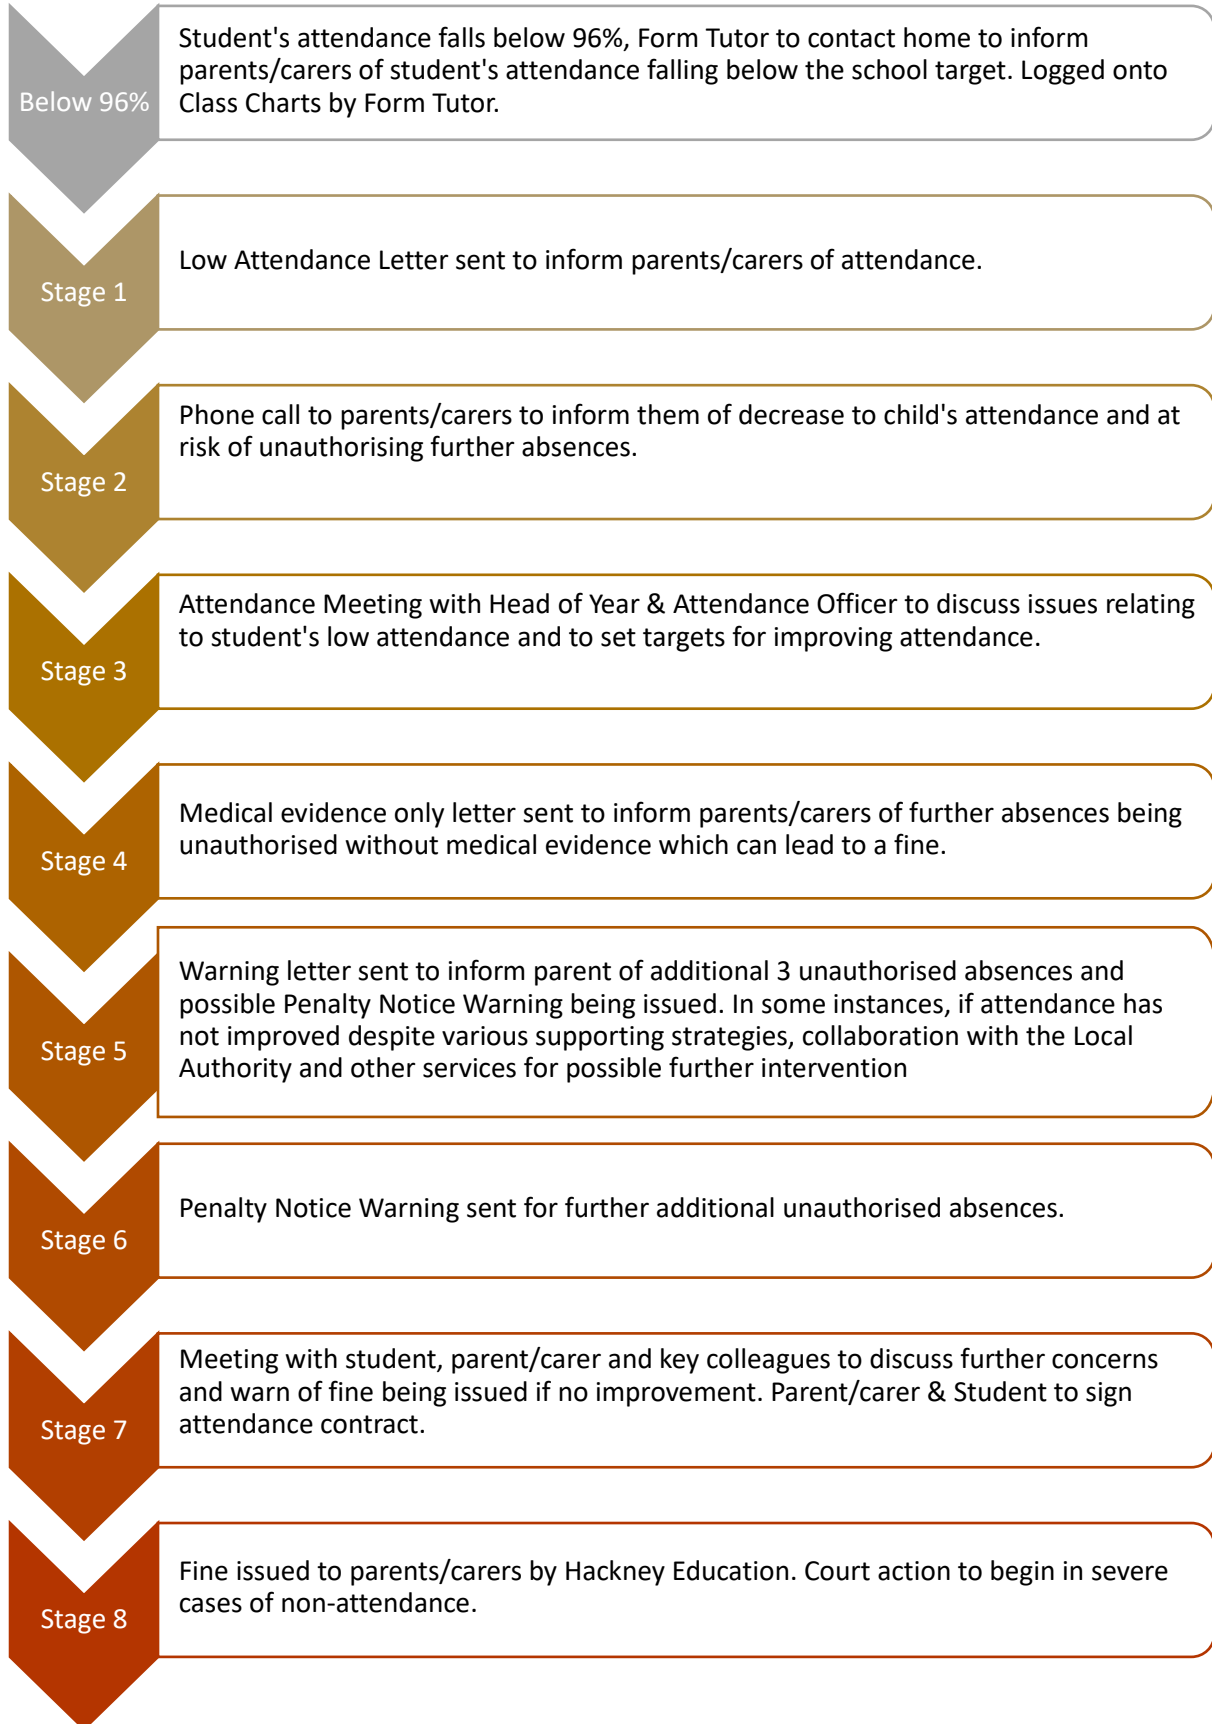 Below 96%
Student's attendance falls below 96%, Form Tutor to contact home to inform
parents/carers of student's attendance falling below the school target. Logged onto
Class Charts by Form Tutor.
Stage 1
Low Attendance Letter sent to inform parents/carers of attendance.
Stage 2
Phone call to parents/carers to inform them of decrease to child's attendance and at
risk of unauthorising further absences.
Stage 3
Attendance Meeting with Head of Year & Attendance Officer to discuss issues relating
to student's low attendance and to set targets for improving attendance.
Stage 4
Medical evidence only letter sent to inform parents/carers of further absences being
unauthorised without medical evidence which can lead to a fine.
Stage 5
Warning letter sent to inform parent of additional 3 unauthorised absences and
possible Penalty Notice Warning being issued. In some instances, if attendance has
not improved despite various supporting strategies, collaboration with the Local
Authority and other services for possible further intervention
Stage 6
Penalty Notice Warning sent for further additional unauthorised absences.
Stage 7
Meeting with student, parent/carer and key colleagues to discuss further concerns
and warn of fine being issued if no improvement. Parent/carer & Student to sign
attendance contract.
Stage 8
Fine issued to parents/carers by Hackney Education. Court action to begin in severe
cases of non-attendance.